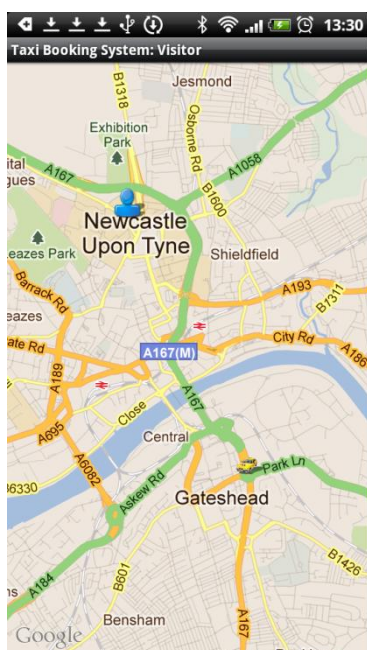 13:30
Taxi Booking System: Visitor
B1318
Jesmond
Osborne Rd
Exhibition
Park
A167
A1058
B1600
Newcastle
Upon Tyne
Leazes Park
Shieldfield
Barrack Rd
A193
B1311
City Rd
A186
A167(M)
A189
A167
Close
Central
A695
A6082
Park Ln
B6330
Askew Rd
Gateshead
A184
B601
B1426
Bensham
A167
Google